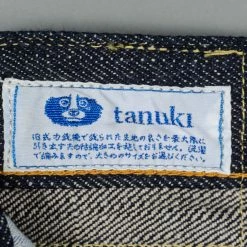 tanuki
旧式力織機で織られた生地の良さを最大限に
引き出す為防縮加工を施しておりません。洗濯
で縮みますので、大きめのサイズをお選びください。